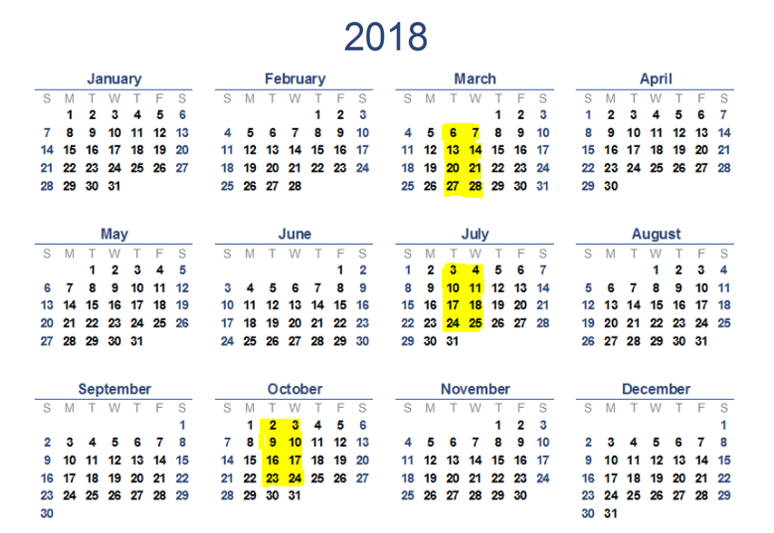 2018
January
S M T W T F S
1 2 3 4 5 6
7 8 9 10 11 12 13
14 15 16 17 18 19 20
21 22 23 24 25 26 27
28 29 30 31
February
S M T W T F S
1 2 3
4 5 6 7 8 9 10
11 12 13 14 15 16 17
18 19 20 21 22 23 24
25 26 27 28
March
S M T W T F S
1 2 3
4 5 6 7 8 9 10
11 12 13 14 15 16 17
18 19 20 21 22 23 24
25 26 27 28 29 30 31
April
S M T W T F S
1 2 3 4 5 6 7
8 9 10 11 12 13 14
15 16 17 18 19 20 21
22 23 24 25 26 27 28
29 30
May
S M T W T F S
1 2 3 4 5
6 7 8 9 10 11 12
13 14 15 16 17 18 19
20 21 22 23 24 25 26
27 28 29 30 31
June
S M T W T F S
1 2
3 4 5 6 7 8 9
10 11 12 13 14 15 16
17 18 19 20 21 22 23
24 25 26 27 28 29 30
July
S M T W T F S
1 2 3 4 5 6 7
8 9 10 11 12 13 14
15 16 17 18 19 20 21
22 23 24 25 26 27 28
29 30 31
August
S M T W T F S
1 2 3 4
5 6 7 8 9 10 11
12 13 14 15 16 17 18
19 20 21 22 23 24 25
26 27 28 29 30 31
September
S M T W T F S
1
2 3 4 5 6 7 8
9 10 11 12 13 14 15
16 17 18 19 20 21 22
23 24 25 26 27 28 29
30
October
S M T W T F S
1 2 3 4 5 6
7 8 9 10 11 12 13
14 15 16 17 18 19 20
21 22 23 24 25 26 27
28 29 30 31
November
S M T W T F S
1 2 3
4 5 6 7 8 9 10
11 12 13 14 15 16 17
18 19 20 21 22 23 24
25 26 27 28 29 30
December
S M T W T F S
1
2 3 4 5 6 7 8
9 10 11 12 13 14 15
16 17 18 19 20 21 22
23 24 25 26 27 28 29
30 31